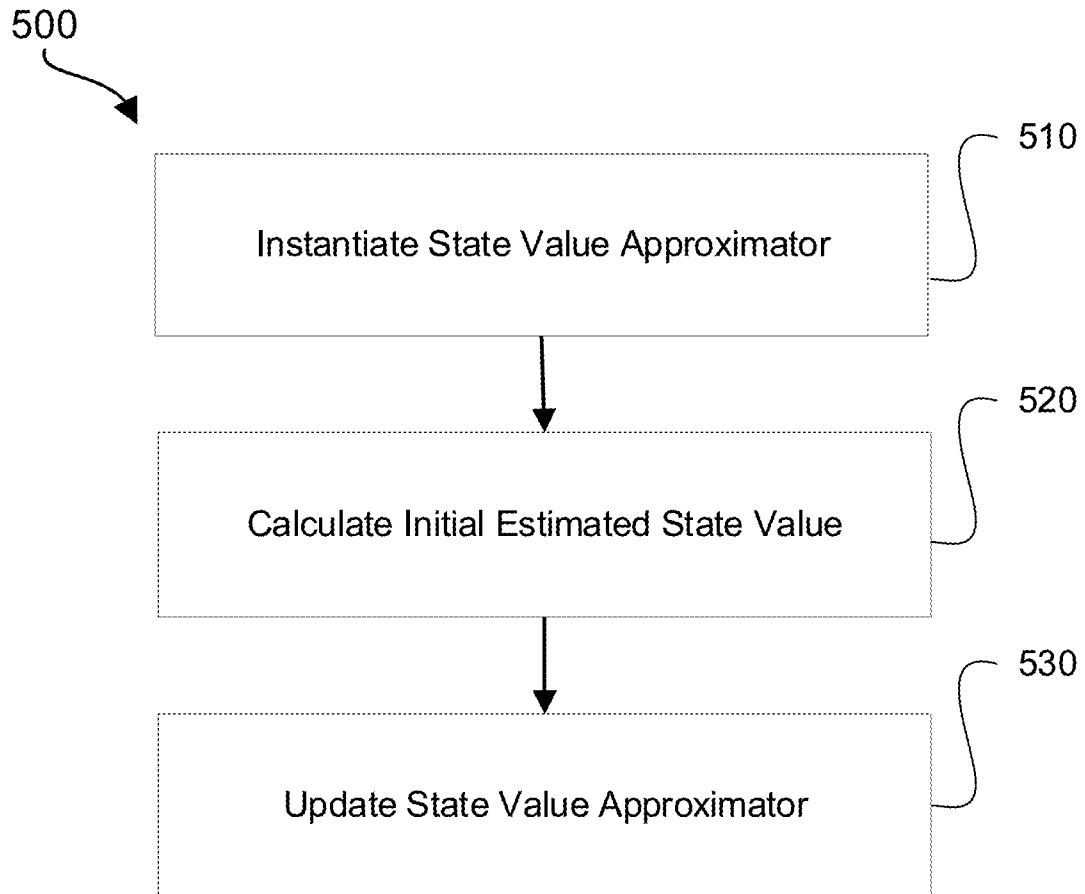 500
510
Instantiate State Value Approximator
520
Calculate Initial Estimated State Value
530
Update State Value Approximator